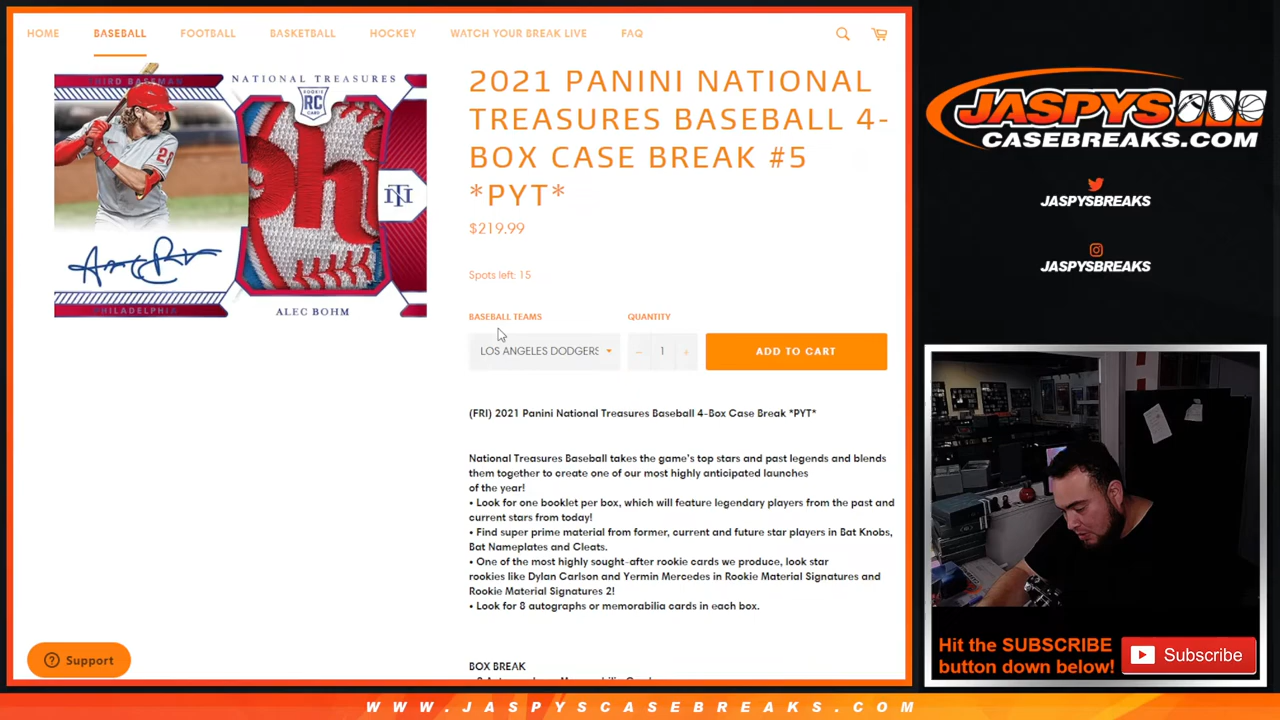 HOME
BASEBALL
FOOTBALL
BASKETBALL
HOCKEY
WATCH YOUR BREAK LIVE
FAQ
THIRD BASEMAN
NATIONAL TREASURES
ROOKIE
RC
CARD
28
Phi
NT
PHILADELPHIA
ALEC BOHM
2021 PANINI NATIONAL
TREASURES BASEBALL 4-
BOX CASE BREAK #5
*PYT*
$219.99
Spots left: 15
BASEBALL TEAMS
QUANTITY
LOS ANGELES DODGERS
− 1 +
ADD TO CART
(FRI) 2021 Panini National Treasures Baseball 4-Box Case Break *PYT*
National Treasures Baseball takes the game's top stars and past legends and blends
them together to create one of our most highly anticipated launches
of the year!
• Look for one booklet per box, which will feature legendary players from the past and
current stars from today!
• Find super prime material from former, current and future star players in Bat Knobs,
Bat Nameplates and Cleats.
• One of the most highly sought-after rookie cards we produce, look star
rookies like Dylan Carlson and Yermin Mercedes in Rookie Material Signatures and
Rookie Material Signatures 2!
• Look for 8 autographs or memorabilia cards in each box.
BOX BREAK
Support
JASPYS
CASEBREAKS.COM
JASPYSBREAKS
JASPYSBREAKS
Hit the SUBSCRIBE
button down below!
Subscribe
WWW.JASPYSCASEBREAKS.COM